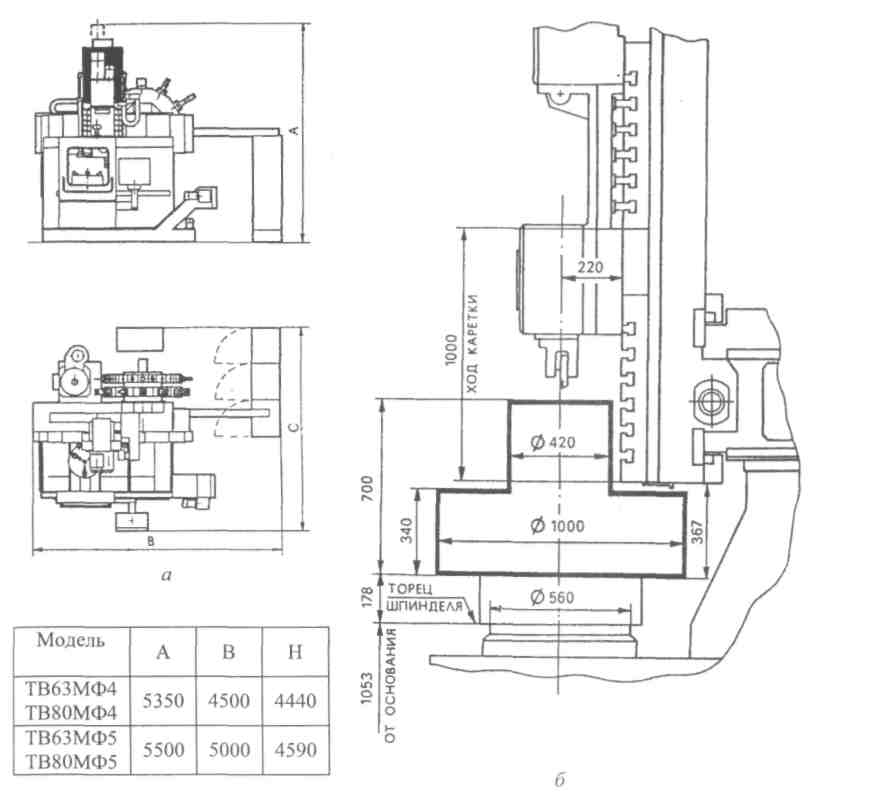 A
C
B
а
Модель A B H
ТВ63МФ4
ТВ80МФ4
5350 4500 4440
ТВ63МФ5
ТВ80МФ5
5500 5000 4590
220
1000
ХОД КАРЕТКИ
Ø 420
700
340
Ø 1000
367
178
ТОРЕЦ
ШПИНДЕЛЯ
Ø 560
1053
ОТ ОСНОВАНИЯ
б